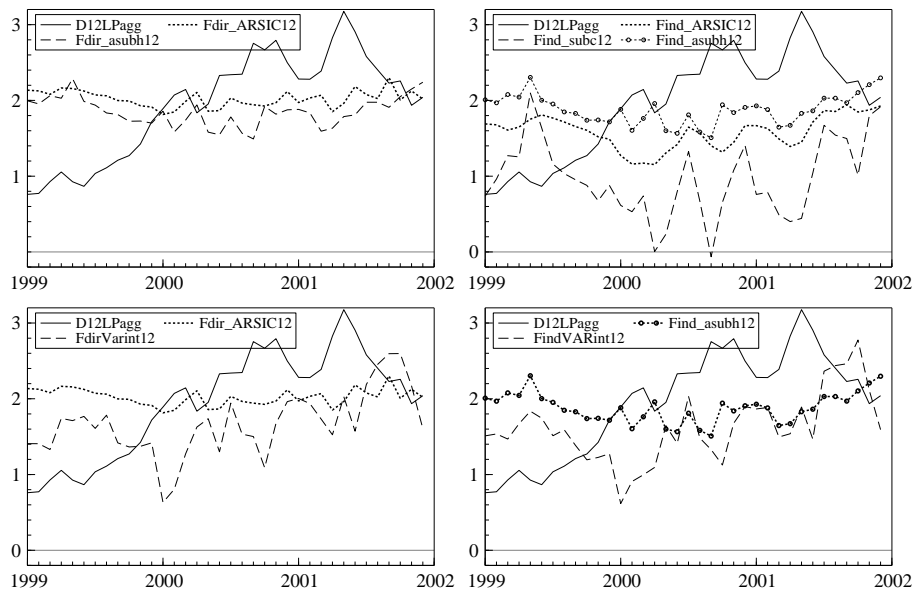 3
2
1
0
D12LPagg Fdir_ARSIC12
Fdir_asubh12
1999 2000 2001 2002
3
2
1
0
D12LPagg Find_ARSIC12
Find_subc12 Find_asubh12
1999 2000 2001 2002
3
2
1
0
D12LPagg Fdir_ARSIC12
FdirVarint12
1999 2000 2001 2002
3
2
1
0
D12LPagg Find_asubh12
FindVARint12
1999 2000 2001 2002